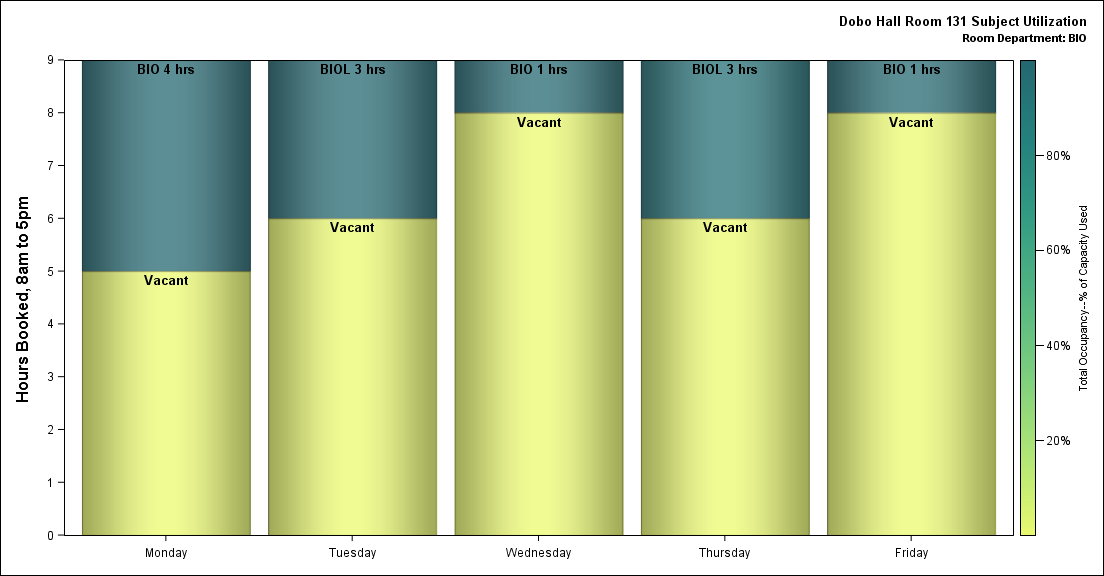 Dobo Hall Room 131 Subject Utilization
Room Department: BIO
Hours Booked, 8am to 5pm
9
8
7
6
5
4
3
2
1
0
BIO 4 hrs
Vacant
BIOL 3 hrs
Vacant
BIO 1 hrs
Vacant
BIOL 3 hrs
Vacant
BIO 1 hrs
Vacant
Monday
Tuesday
Wednesday
Thursday
Friday
80%
60%
40%
20%
Total Occupancy--% of Capacity Used